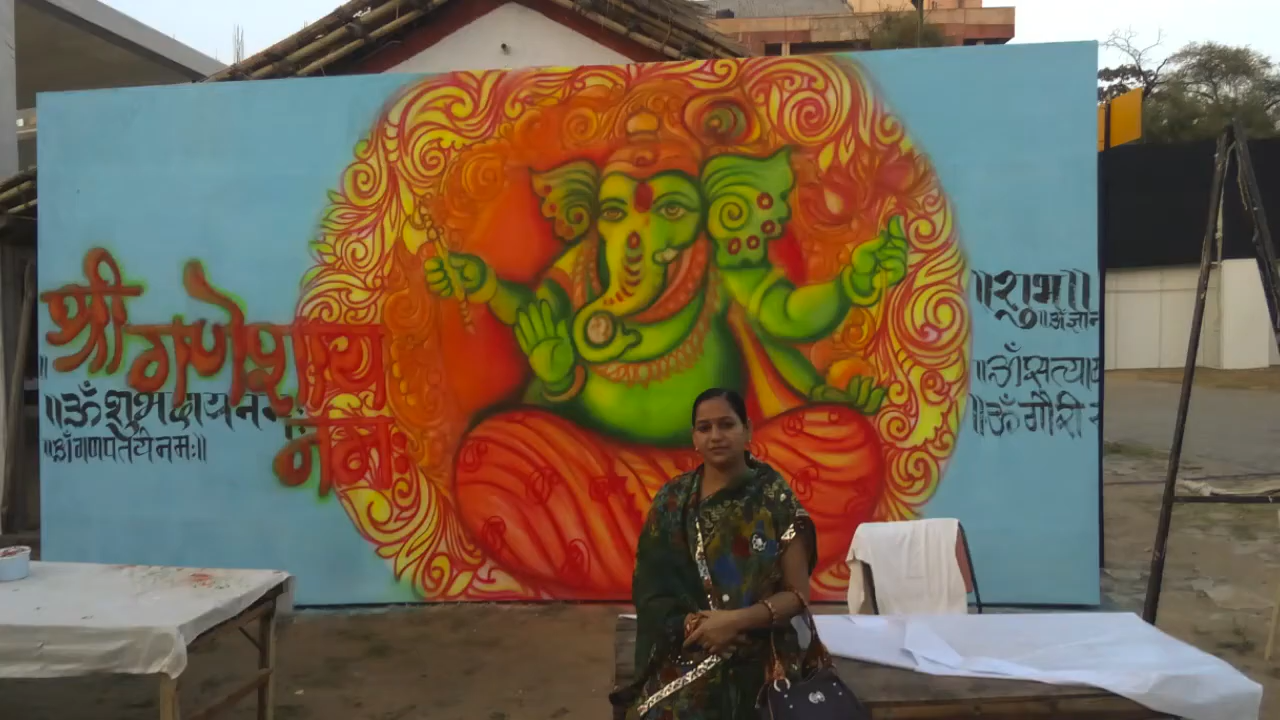 श्री
गणेशाय
नमः
॥ॐ शुभदायनमः
॥ॐ गणपतये नमः॥
॥शुभ॥
॥ॐ ज्ञान
॥ॐ सत्याय
॥ॐ गौरी